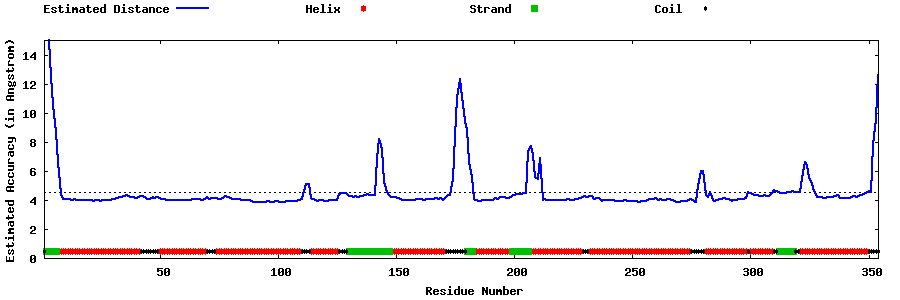 Estimated Distance Helix Strand Coil
Estimated Accuracy (in Angstrom)
14
12
10
8
6
4
2
0
50 100 150 200 250 300 350
Residue Number